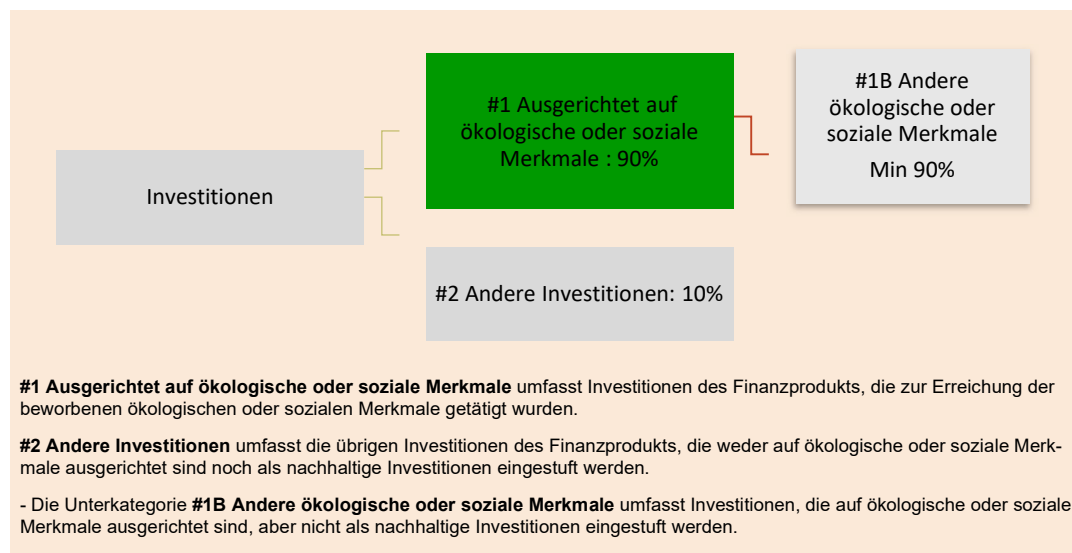 Investitionen
#1 Ausgerichtet auf
ökologische oder soziale
Merkmale : 90%
#1B Andere
ökologische oder
soziale Merkmale
Min 90%
#2 Andere Investitionen: 10%
#1 Ausgerichtet auf ökologische oder soziale Merkmale umfasst Investitionen des Finanzprodukts, die zur Erreichung der
beworbenen ökologischen oder sozialen Merkmale getätigt wurden.
#2 Andere Investitionen umfasst die übrigen Investitionen des Finanzprodukts, die weder auf ökologische oder soziale Merk-
male ausgerichtet sind noch als nachhaltige Investitionen eingestuft werden.
- Die Unterkategorie #1B Andere ökologische oder soziale Merkmale umfasst Investitionen, die auf ökologische oder soziale
Merkmale ausgerichtet sind, aber nicht als nachhaltige Investitionen eingestuft werden.